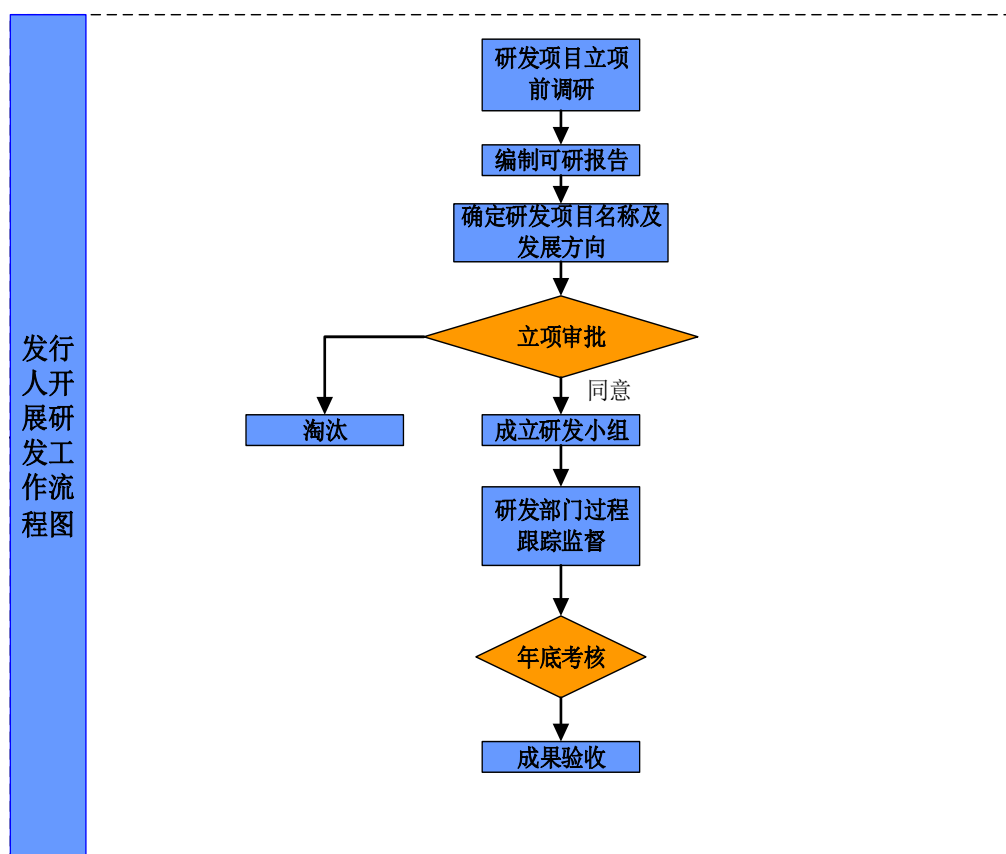 发行
人开
展研
发工
作流
程图
研发项目立项
前调研
编制可研报告
确定研发项目名称及
发展方向
立项审批
同意
淘汰
成立研发小组
研发部门过程
跟踪监督
年底考核
成果验收